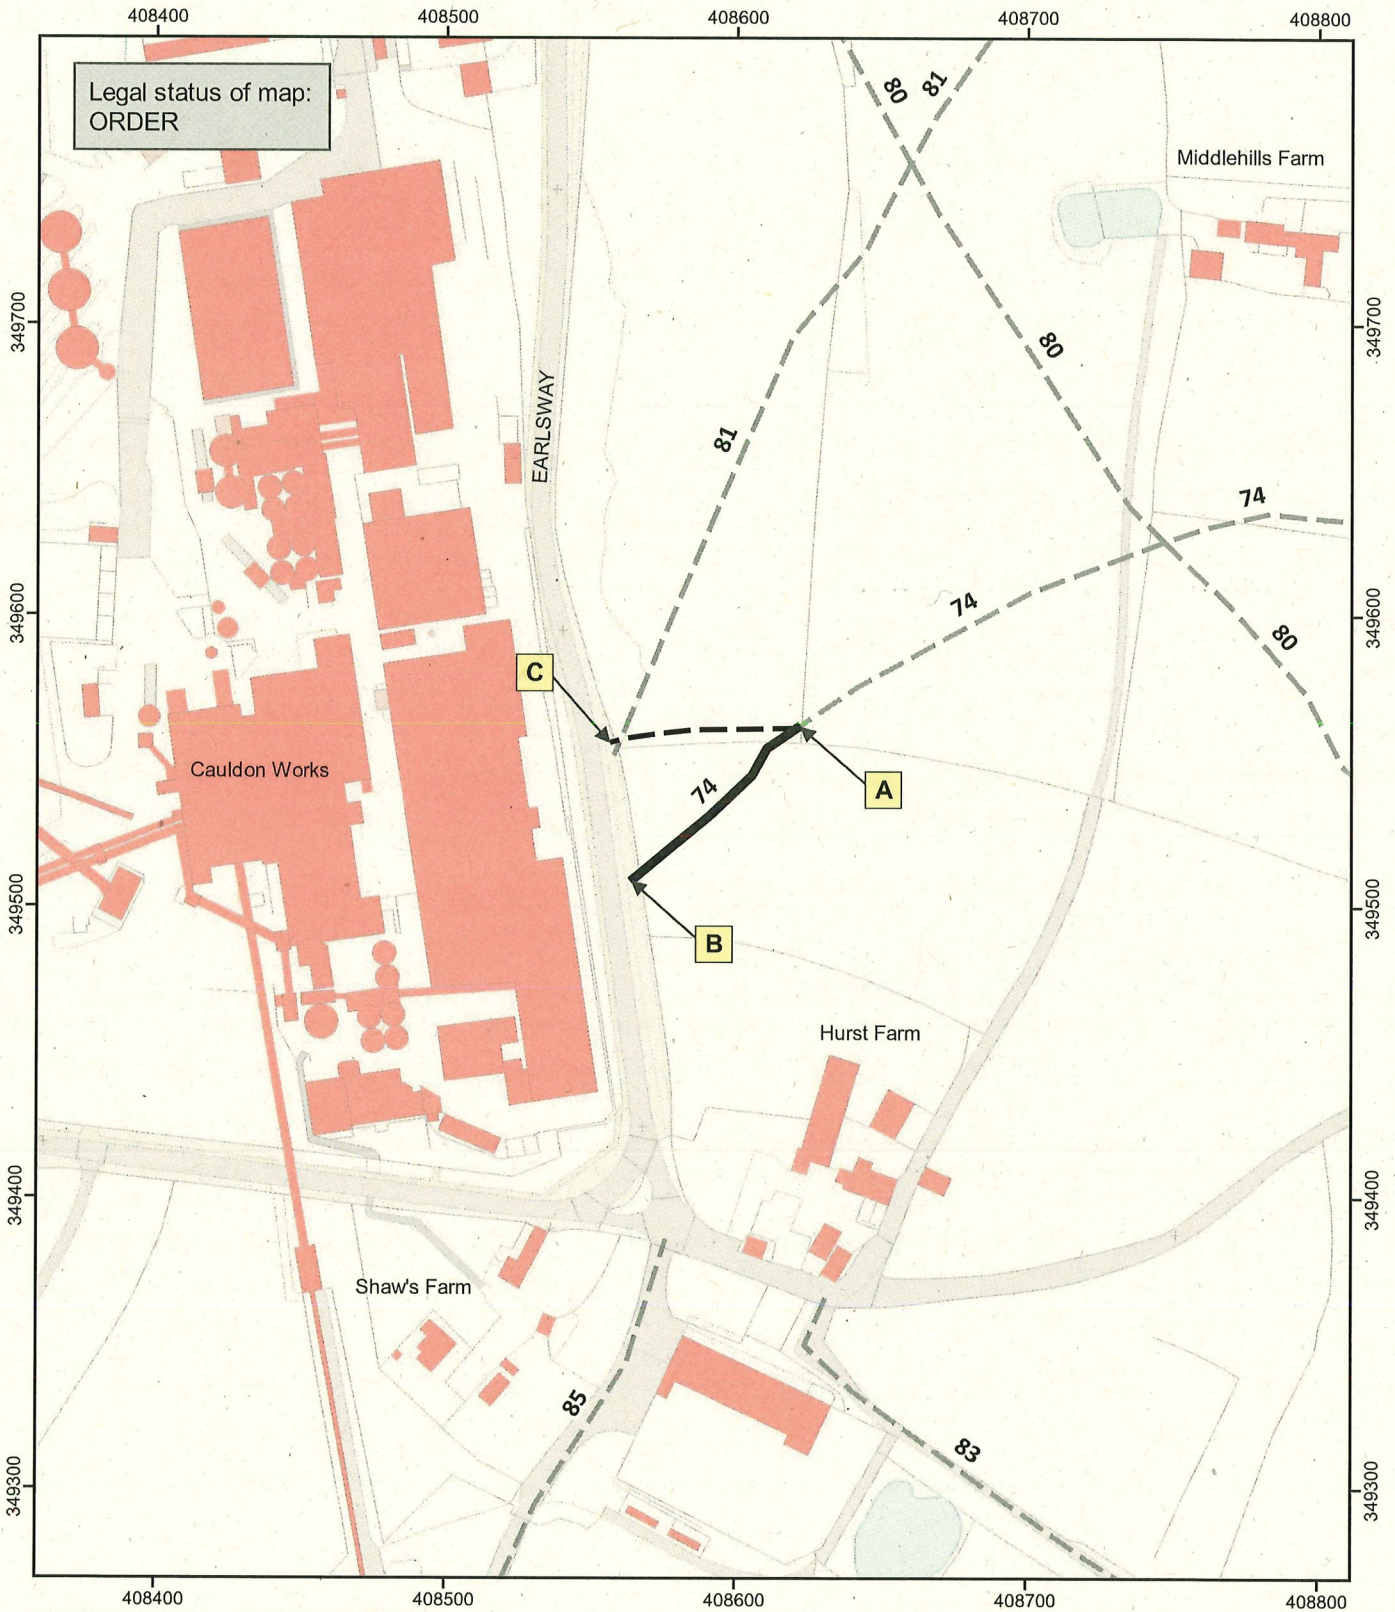 408400 408500 408600 408700 408800
Legal status of map:
ORDER
80
81
Middlehills Farm
349700
349700
80
EARLSWAY
81
74
74
349600
349600
80
C
Cauldon Works
74
A
349500
349500
B
Hurst Farm
349400
349400
Shaw's Farm
85
83
349300
349300
408400 408500 408600 408700 408800